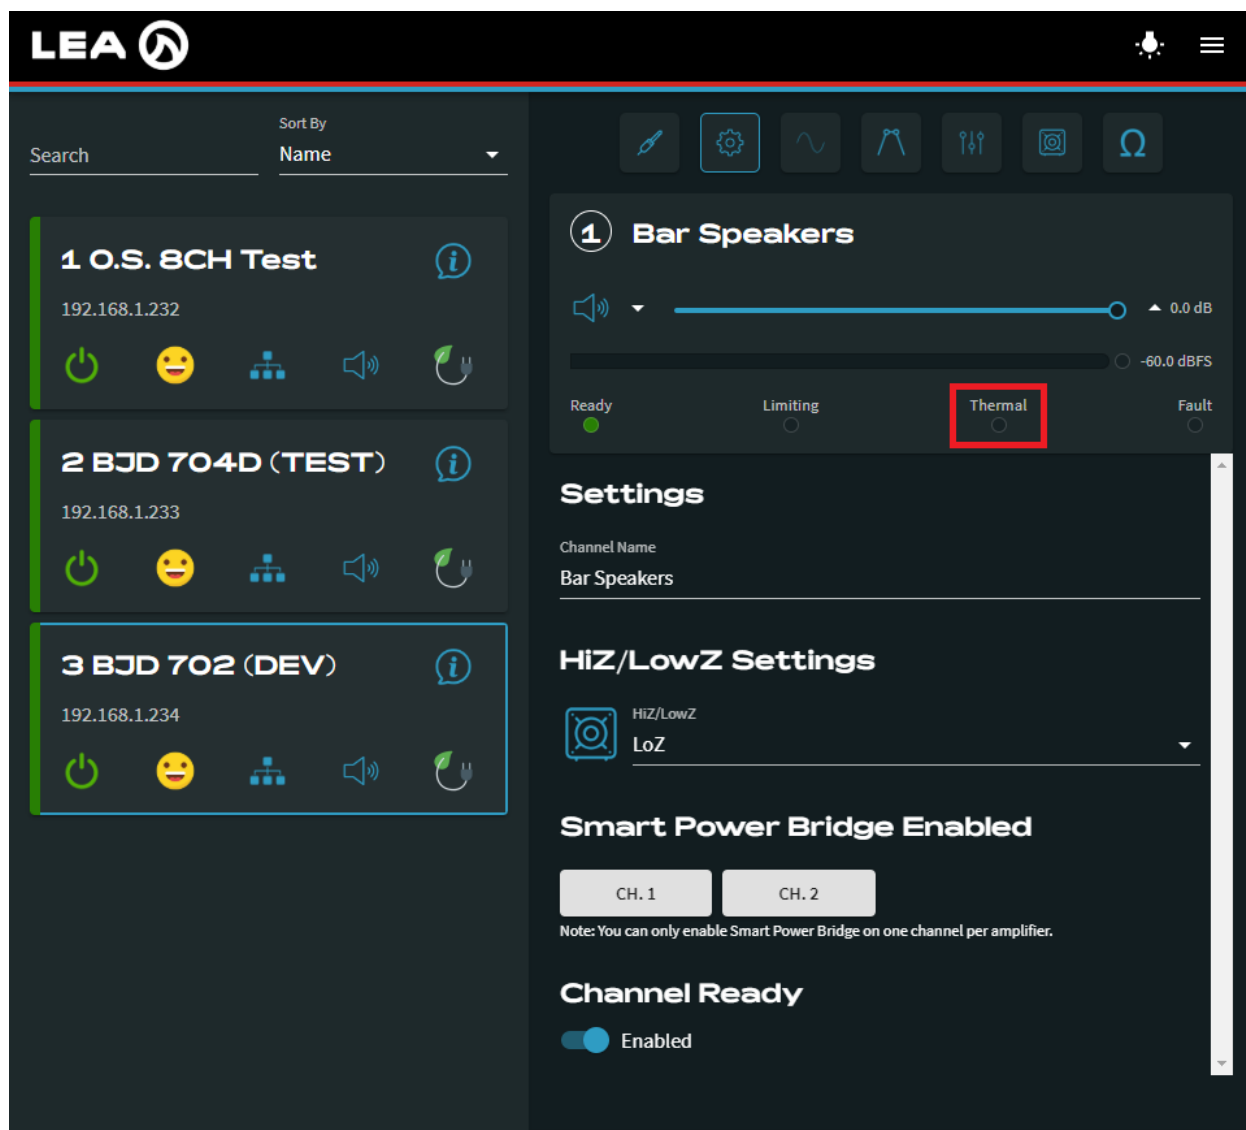 LEA
Search
Sort By
Name
1 O.S. 8CH Test
192.168.1.232
2 BJD 704D (TEST)
192.168.1.233
3 BJD 702 (DEV)
192.168.1.234
Ω
1 Bar Speakers
0.0 dB
-60.0 dBFS
Ready Limiting Thermal Fault
Settings
Channel Name
Bar Speakers
HiZ/LowZ Settings
HiZ/LowZ
LoZ
Smart Power Bridge Enabled
CH. 1 CH. 2
Note: You can only enable Smart Power Bridge on one channel per amplifier.
Channel Ready
Enabled